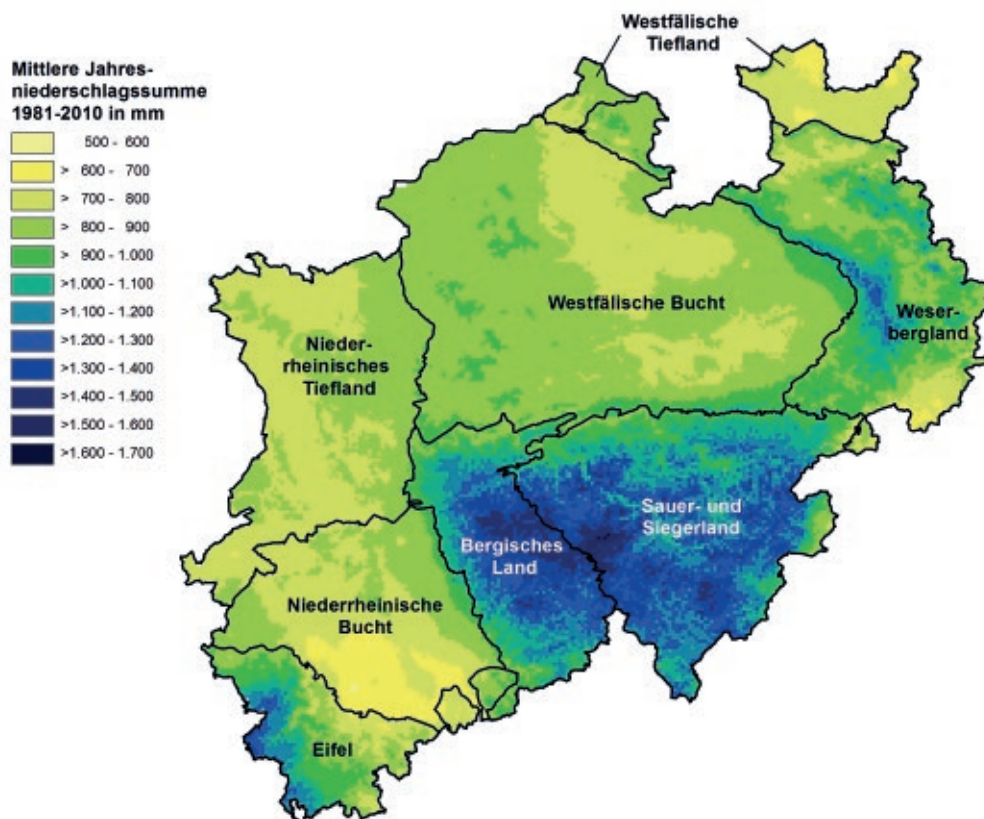 Mittlere Jahres-
niederschlagssumme
1981-2010 in mm
500 - 600
> 600 - 700
> 700 - 800
> 800 - 900
> 900 - 1.000
>1.000 - 1.100
>1.100 - 1.200
>1.200 - 1.300
>1.300 - 1.400
>1.400 - 1.500
>1.500 - 1.600
>1.600 - 1.700
Westfälische
Tiefland
Westfälische Bucht
Weser-
bergland
Nieder-
rheinisches
Tiefland
Sauer- und
Siegerland
Bergisches
Land
Niederrheinische
Bucht
Eifel